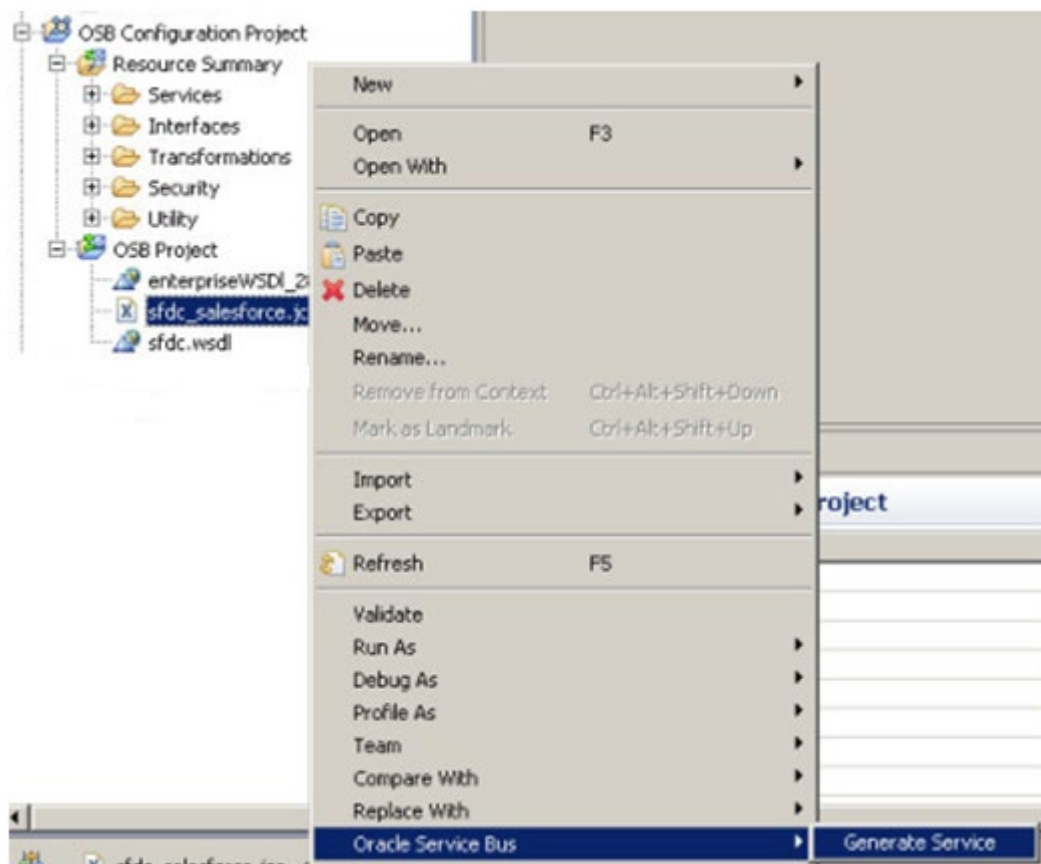 OSB Configuration Project
Resource Summary
Services
Interfaces
Transformations
Security
Utility
OSB Project
enterpriseWSDl_2
sfdc_salesforce.jc
sfdc.wsdl
New
Open F3
Open With
Copy
Paste
Delete
Move...
Rename...
Remove from Context Ctrl+Alt+Shift+Down
Mark as Landmark Ctrl+Alt+Shift+Up
Import
Export
Refresh F5
Validate
Run As
Debug As
Profile As
Team
Compare With
Replace With
Oracle Service Bus
Generate Service
roject